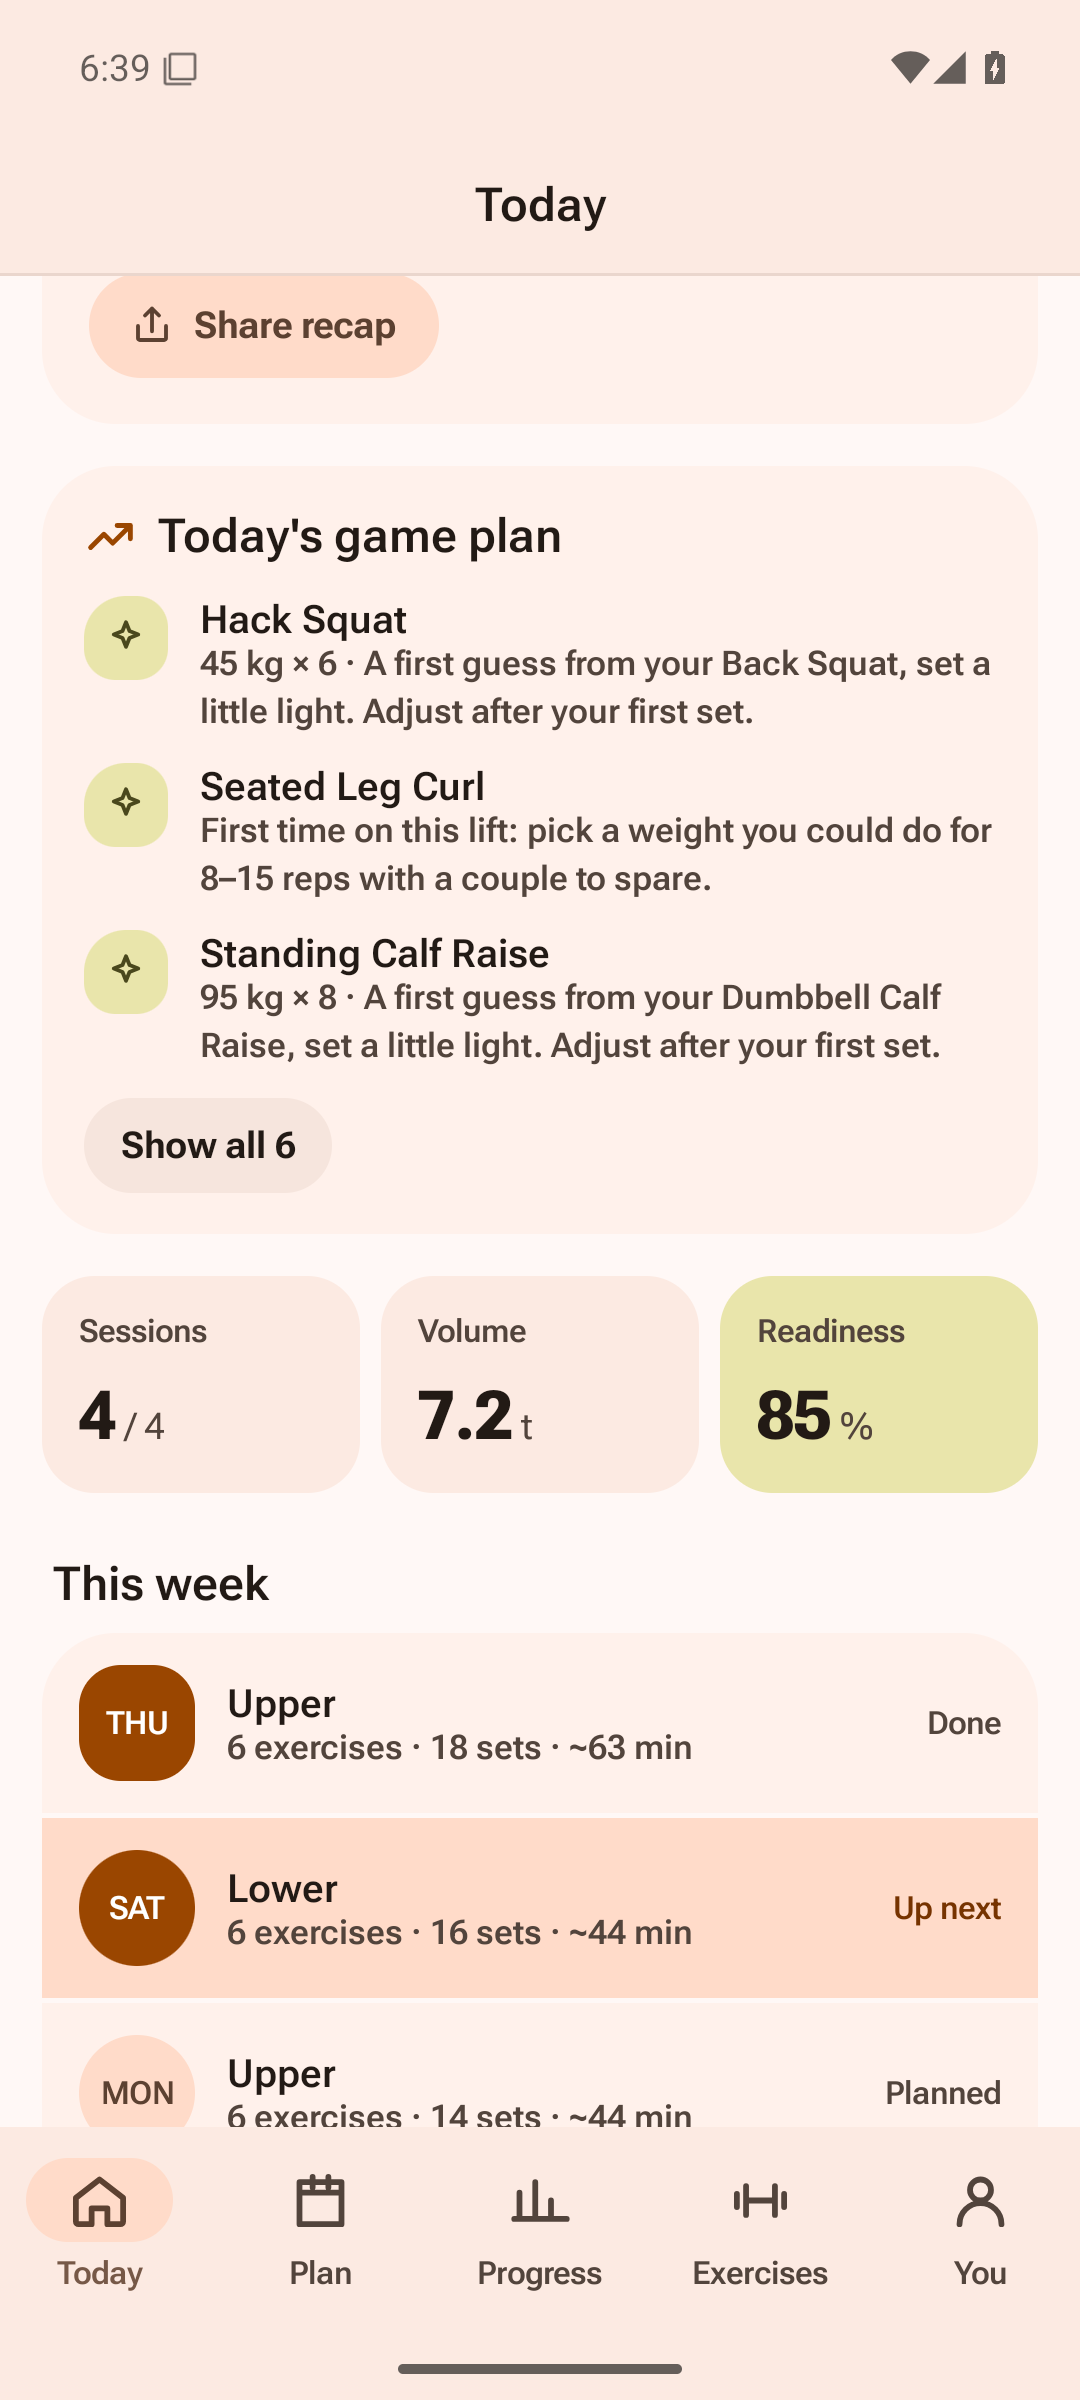 6:39
Today
Share recap
Today's game plan
Hack Squat
45 kg × 6 · A first guess from your Back Squat, set a
little light. Adjust after your first set.
Seated Leg Curl
First time on this lift: pick a weight you could do for
8–15 reps with a couple to spare.
Standing Calf Raise
95 kg × 8 · A first guess from your Dumbbell Calf
Raise, set a little light. Adjust after your first set.
Show all 6
Sessions
4 / 4
Volume
7.2 t
Readiness
85 %
This week
THU
Upper
6 exercises · 18 sets · ~63 min
Done
SAT
Lower
6 exercises · 16 sets · ~44 min
Up next
MON
Upper
6 exercises · 14 sets · ~44 min
Planned
Today
Plan
Progress
Exercises
You